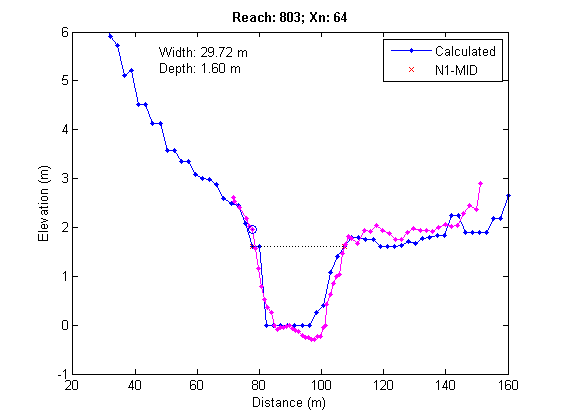 Reach: 803; Xn: 64
Width: 29.72 m
Depth: 1.60 m
Calculated
N1-MID
6
5
4
3
2
1
0
-1
Elevation (m)
20 40 60 80 100 120 140 160
Distance (m)